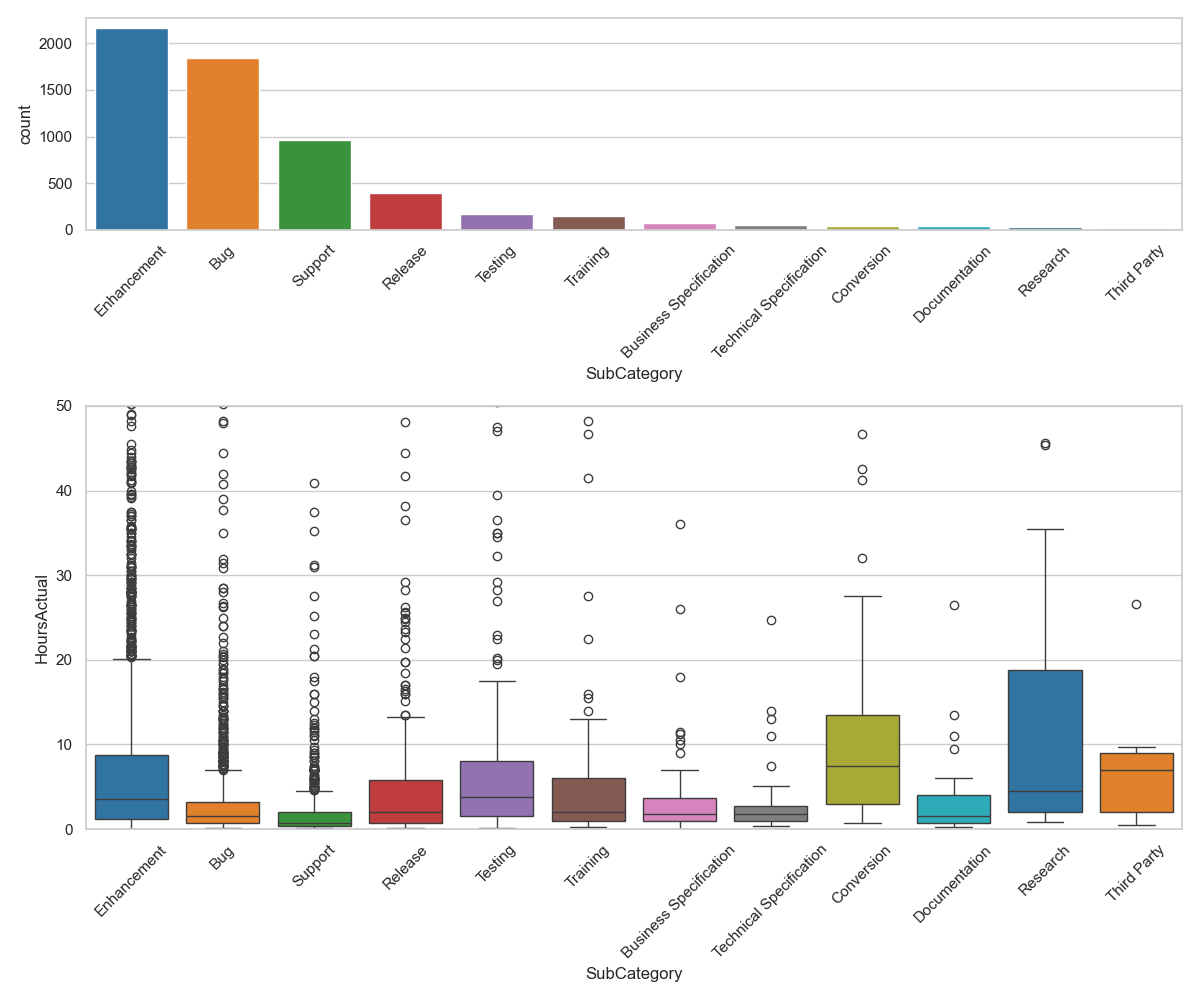 2000
1500
1000
500
0
count
Enhancement
Bug
Support
Release
Testing
Training
Business Specification
Technical Specification
Conversion
Documentation
Research
Third Party
SubCategory
50
40
30
20
10
0
HoursActual
Enhancement
Bug
Support
Release
Testing
Training
Business Specification
Technical Specification
Conversion
Documentation
Research
Third Party
SubCategory